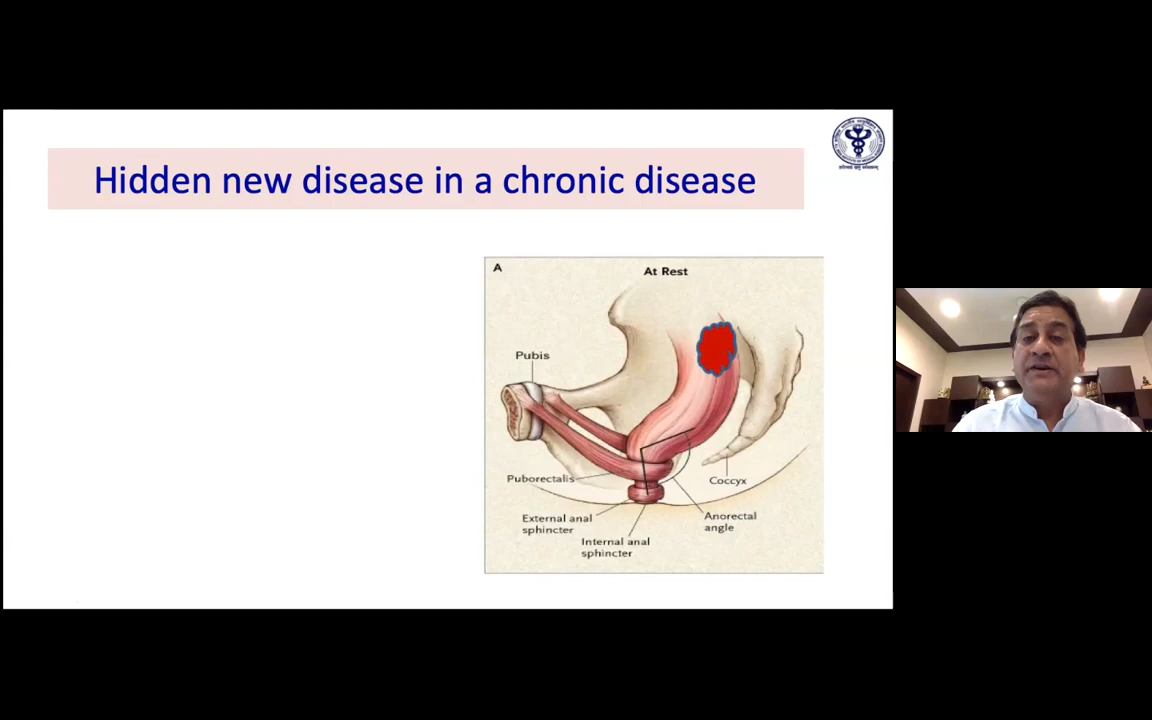 Hidden new disease in a chronic disease
A
At Rest
Pubis
Puborectalis
Coccyx
External anal
sphincter
Internal anal
sphincter
Anorectal
angle